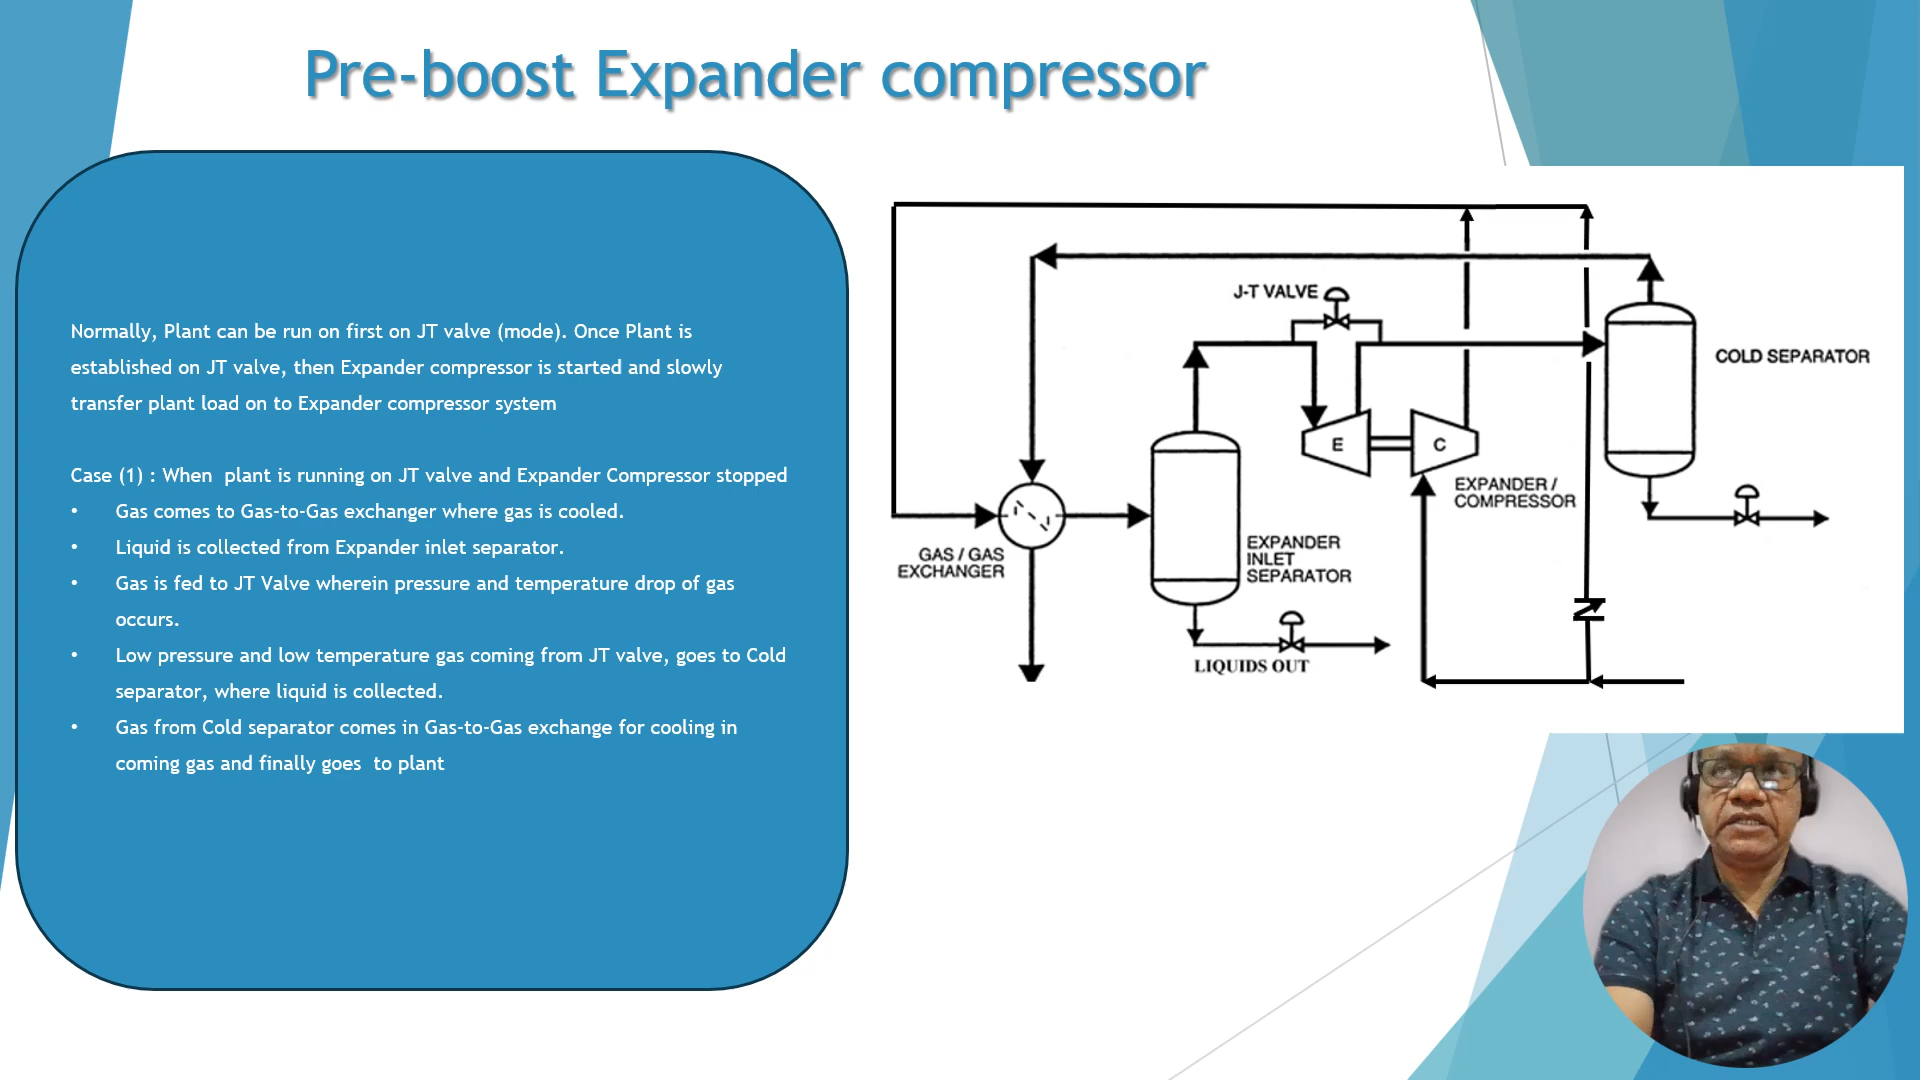 Pre-boost Expander compressor
Normally, Plant can be run on first on JT valve (mode). Once Plant is
established on JT valve, then Expander compressor is started and slowly
transfer plant load on to Expander compressor system
Case (1) : When  plant is running on JT valve and Expander Compressor stopped
• Gas comes to Gas-to-Gas exchanger where gas is cooled.
• Liquid is collected from Expander inlet separator.
• Gas is fed to JT Valve wherein pressure and temperature drop of gas
occurs.
• Low pressure and low temperature gas coming from JT valve, goes to Cold
separator, where liquid is collected.
• Gas from Cold separator comes in Gas-to-Gas exchange for cooling in
coming gas and finally goes  to plant
J-T VALVE
COLD SEPARATOR
E
C
EXPANDER /
COMPRESSOR
GAS / GAS
EXCHANGER
EXPANDER
INLET
SEPARATOR
LIQUIDS OUT